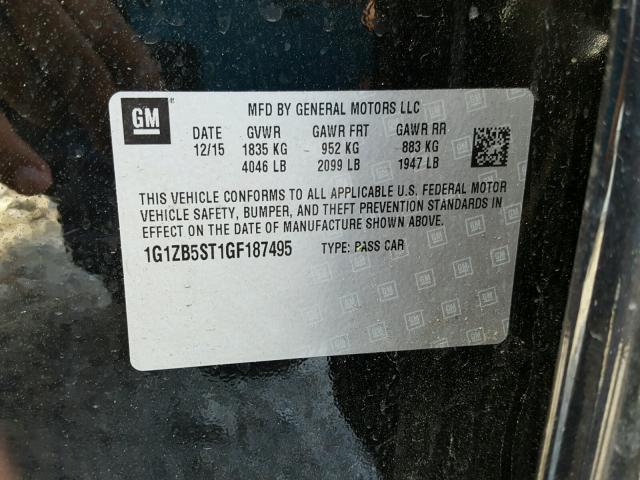 GM ® MFD BY GENERAL MOTORS LLC
DATE GVWR GAWR FRT GAWR RR
12/15 1835 KG 952 KG 883 KG
4046 LB 2099 LB 1947 LB
THIS VEHICLE CONFORMS TO ALL APPLICABLE U.S. FEDERAL MOTOR
VEHICLE SAFETY, BUMPER, AND THEFT PREVENTION STANDARDS IN
EFFECT ON THE DATE OF MANUFACTURE SHOWN ABOVE.
1G1ZB5ST1GF187495 TYPE: PASS CAR